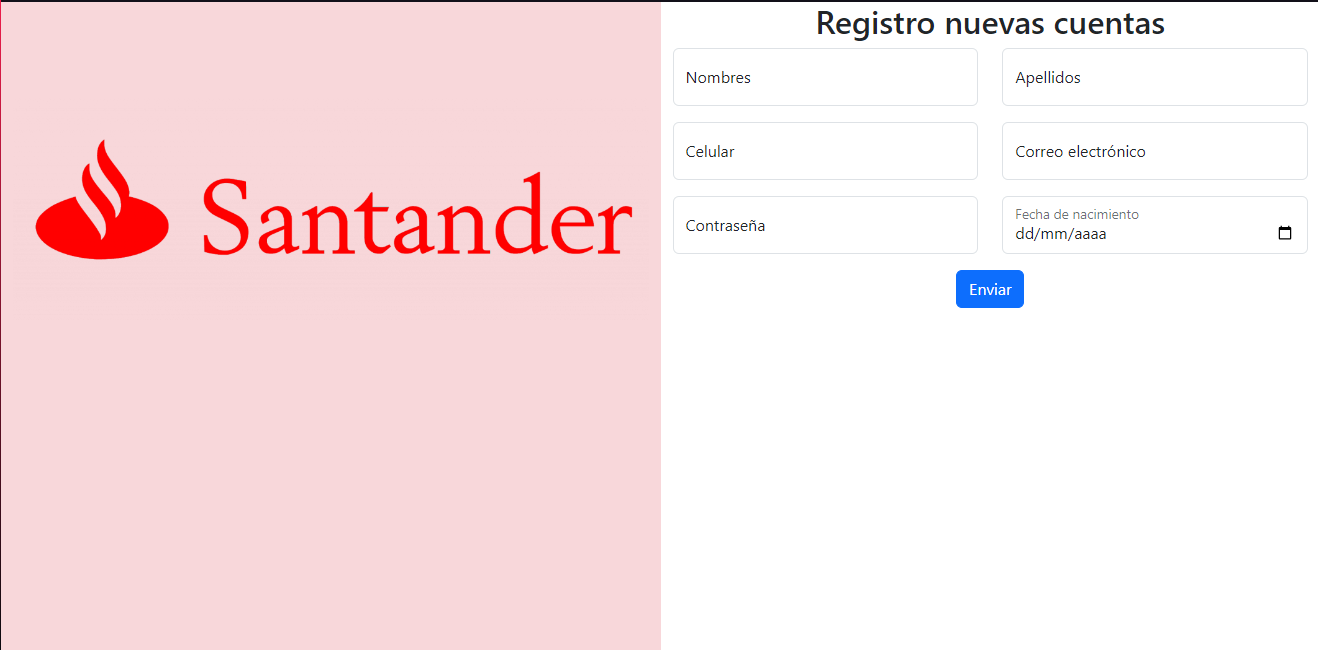 Santander
Registro nuevas cuentas
Nombres
Apellidos
Celular
Correo electrónico
Contraseña
Fecha de nacimiento
dd/mm/aaaa
Enviar